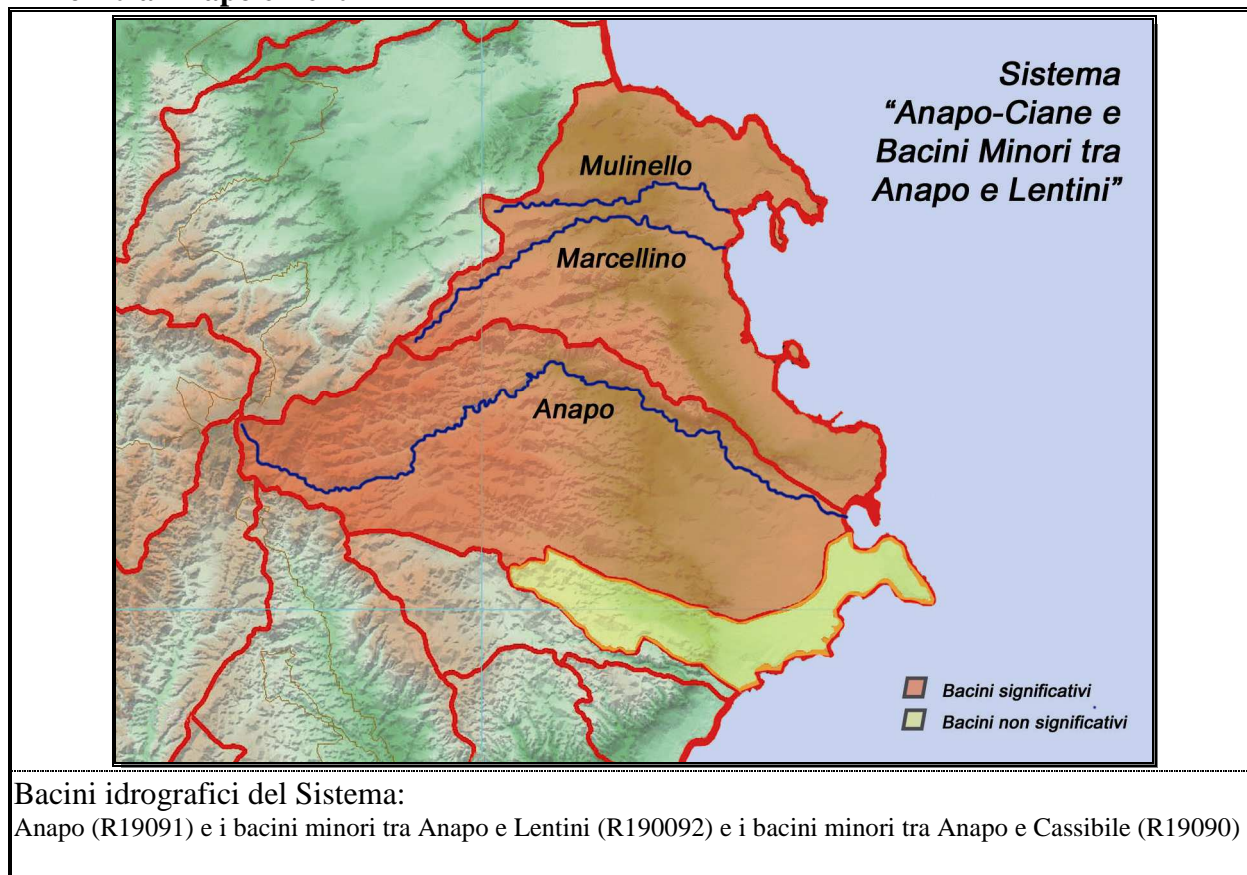 Sistema
“Anapo-Ciane e
Bacini Minori tra
Anapo e Lentini”
Mulinello
Marcellino
Anapo
Bacini significativi
Bacini non significativi
Bacini idrografici del Sistema:
Anapo (R19091) e i bacini minori tra Anapo e Lentini (R190092) e i bacini minori tra Anapo e Cassibile (R19090)